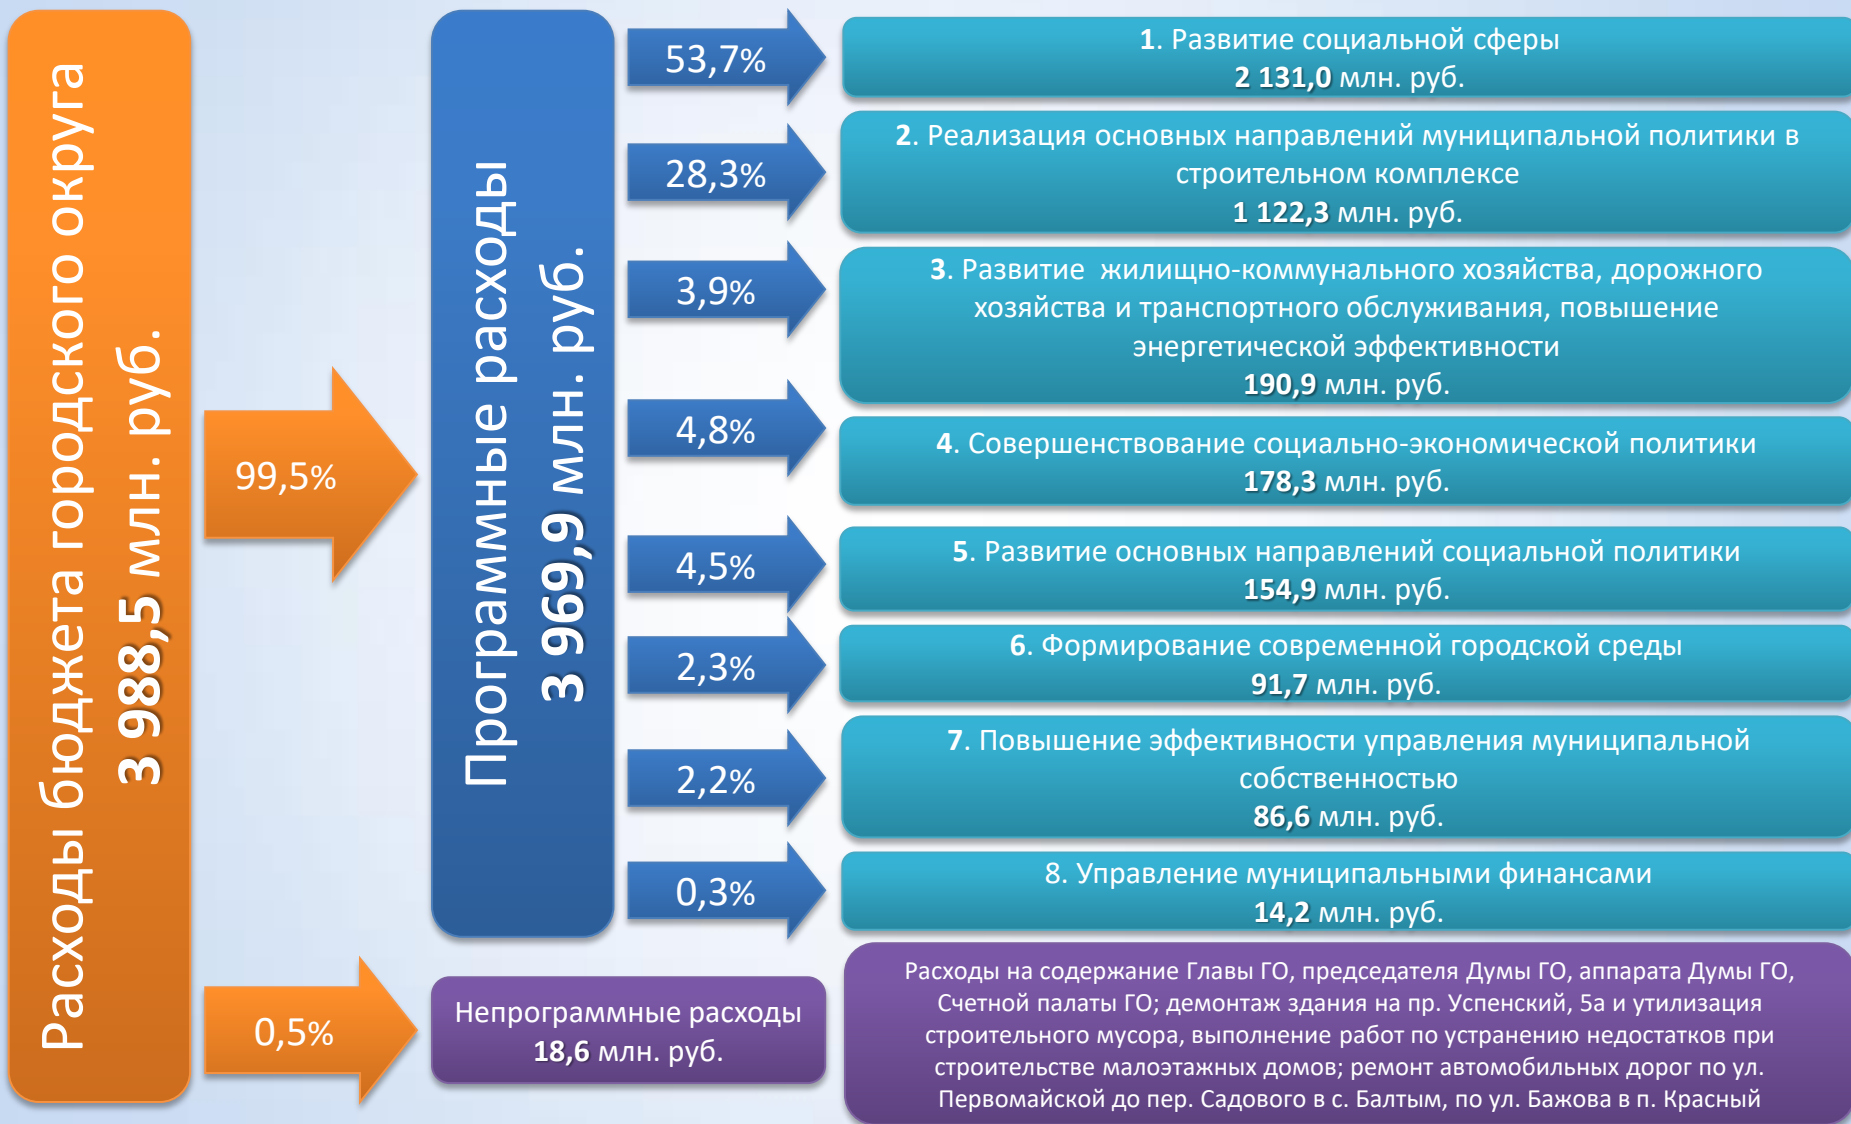 Расходы бюджета городского округа
3 988,5 млн. руб.
99,5%
0,5%
Программные расходы
3 969,9 млн. руб.
53,7%
1. Развитие социальной сферы
2 131,0 млн. руб.
28,3%
2. Реализация основных направлений муниципальной политики в
строительном комплексе
1 122,3 млн. руб.
3,9%
3. Развитие жилищно-коммунального хозяйства, дорожного
хозяйства и транспортного обслуживания, повышение
энергетической эффективности
190,9 млн. руб.
4,8%
4. Совершенствование социально-экономической политики
178,3 млн. руб.
4,5%
5. Развитие основных направлений социальной политики
154,9 млн. руб.
2,3%
6. Формирование современной городской среды
91,7 млн. руб.
2,2%
7. Повышение эффективности управления муниципальной
собственностью
86,6 млн. руб.
0,3%
8. Управление муниципальными финансами
14,2 млн. руб.
Непрограммные расходы
18,6 млн. руб.
Расходы на содержание Главы ГО, председателя Думы ГО, аппарата Думы ГО,
Счетной палаты ГО; демонтаж здания на пр. Успенский, 5а и утилизация
строительного мусора, выполнение работ по устранению недостатков при
строительстве малоэтажных домов; ремонт автомобильных дорог по ул.
Первомайской до пер. Садового в с. Балтым, по ул. Бажова в п. Красный